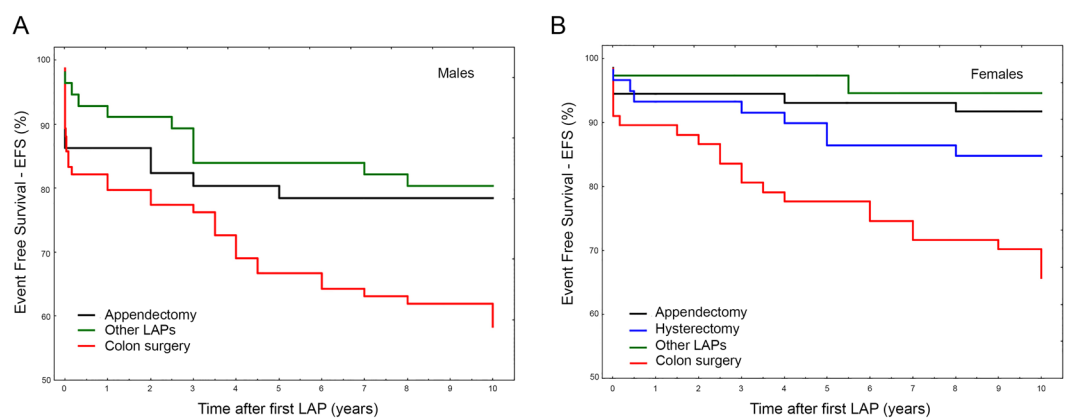 A
Males
Event Free Survival - EFS (%)
100
90
80
70
60
50
Appendectomy
Other LAPs
Colon surgery
0 1 2 3 4 5 6 7 8 9 10
Time after first LAP (years)
B
Females
Event Free Survival - EFS (%)
100
90
80
70
60
50
Appendectomy
Hysterectomy
Other LAPs
Colon surgery
0 1 2 3 4 5 6 7 8 9 10
Time after first LAP (years)